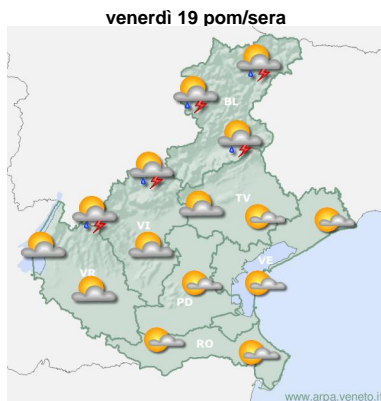 venerdì 19 pom/sera
BL
TV
VI
VE
VR
PD
RO
www.arpa.veneto.it